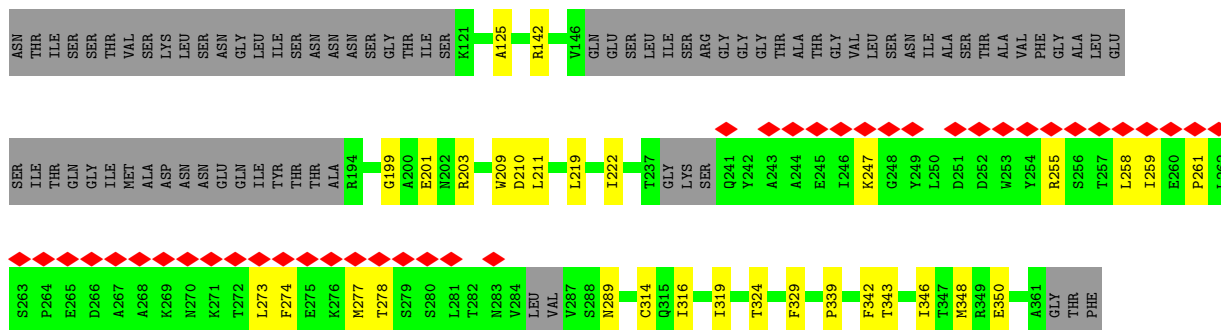 ASN THR ILE SER SER THR VAL SER LYS LEU SER ASN GLY LEU ILE SER ASN ASN ASN SER GLY THR ILE SER K121 A125 R142 V146 GLN GLU SER LEU ILE SER ARG GLY GLY GLY THR ALA THR GLY VAL LEU SER ASN ILE ALA SER THR ALA VAL PHE GLY ALA LEU GLU
SER ILE THR GLN GLY ILE MET ALA ASP ASN ASN GLU GLN ILE TYR THR THR ALA R194 G199 A200 E201 N202 R203 W209 D210 L211 L219 I222 T237 GLY LYS SER Q241 Y242 A243 A244 E245 I246 K247 G248 Y249 L250 D251 D252 W253 Y254 R255 S256 T257 L258 I259 E260 P261 L262
S263 P264 E265 D266 A267 A268 K269 N270 K271 T272 L273 F274 E275 K276 M277 T278 S279 S280 L281 T282 N283 V284 LEU VAL V287 S288 N289 C314 Q315 I316 I319 T324 F329 P339 F342 T343 I346 T347 M348 R349 E350 A361 GLY THR PHE